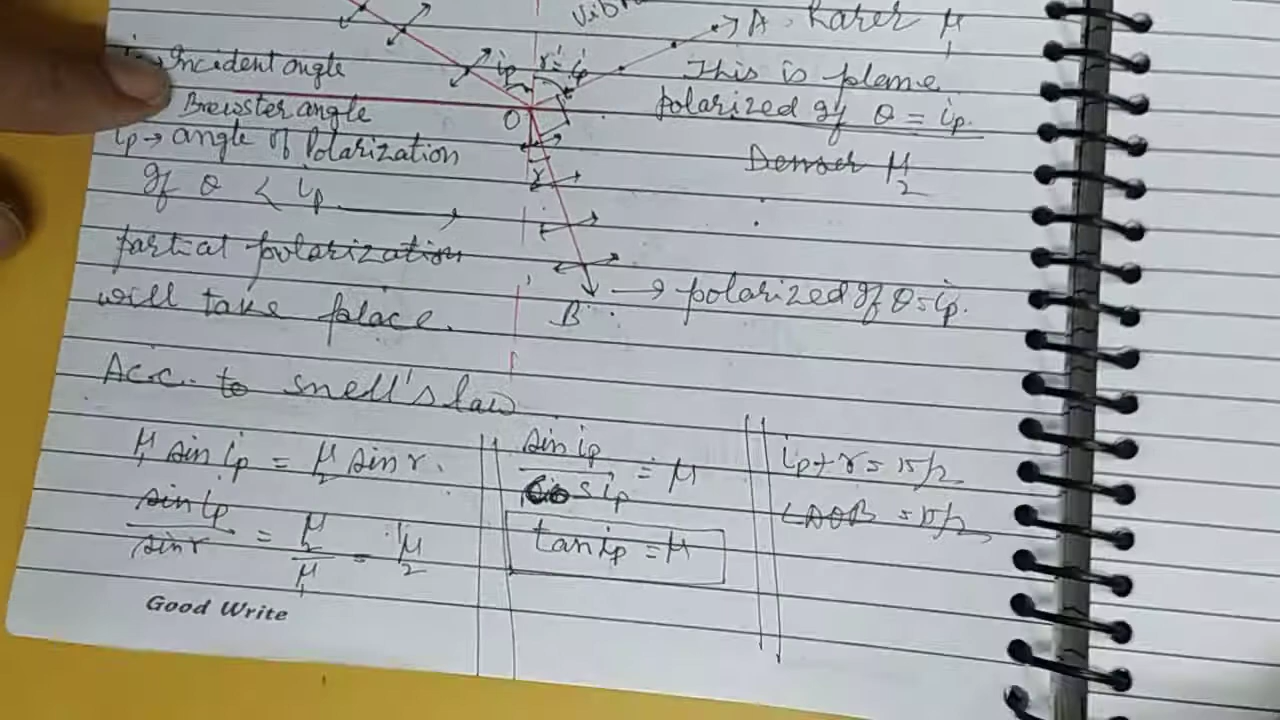 A. Rarer μ1
ip r = ip
Incident angle
This is plane
Brewster angle
polarized if θ = ip.
O
ip → angle of Polarization
Denser μ2
r
If θ < ip →
partial polarization
→ polarized if θ = ip.
will take place.
B
Acc. to snell's law
μ1 sin ip = μ2 sin r.
sin ip / sin r = μ2 / μ1 = 1μ2
sin ip / Cos ip = μ
tan ip = μ
ip + r = π/2
∠AOB = π/2
Good Write